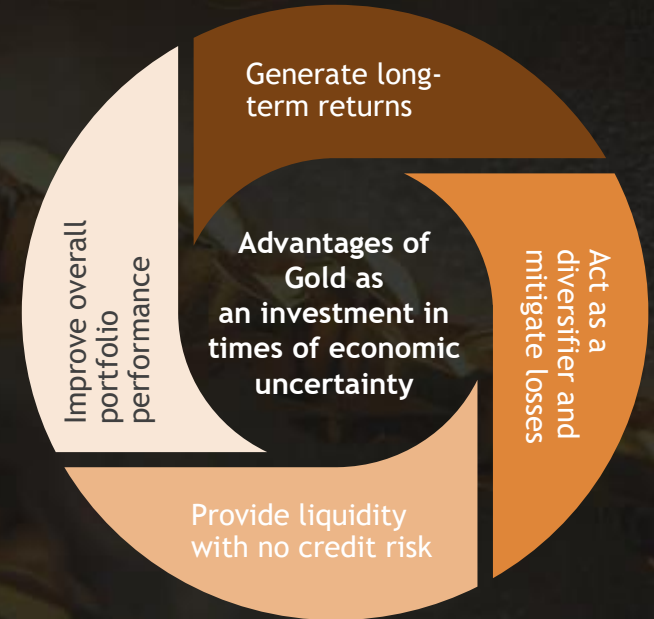 Generate long-
term returns
Advantages of
Gold as
an investment in
times of economic
uncertainty
Act as a
diversifier and
mitigate losses
Provide liquidity
with no credit risk
Improve overall
portfolio
performance